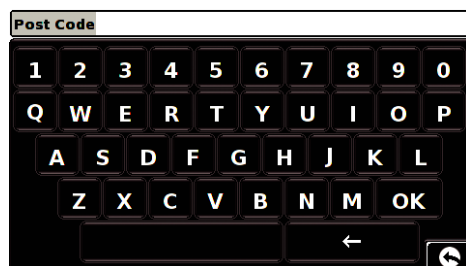 Post Code
1 2 3 4 5 6 7 8 9 0
Q W E R T Y U I O P
A S D F G H J K L
Z X C V B N M OK
←